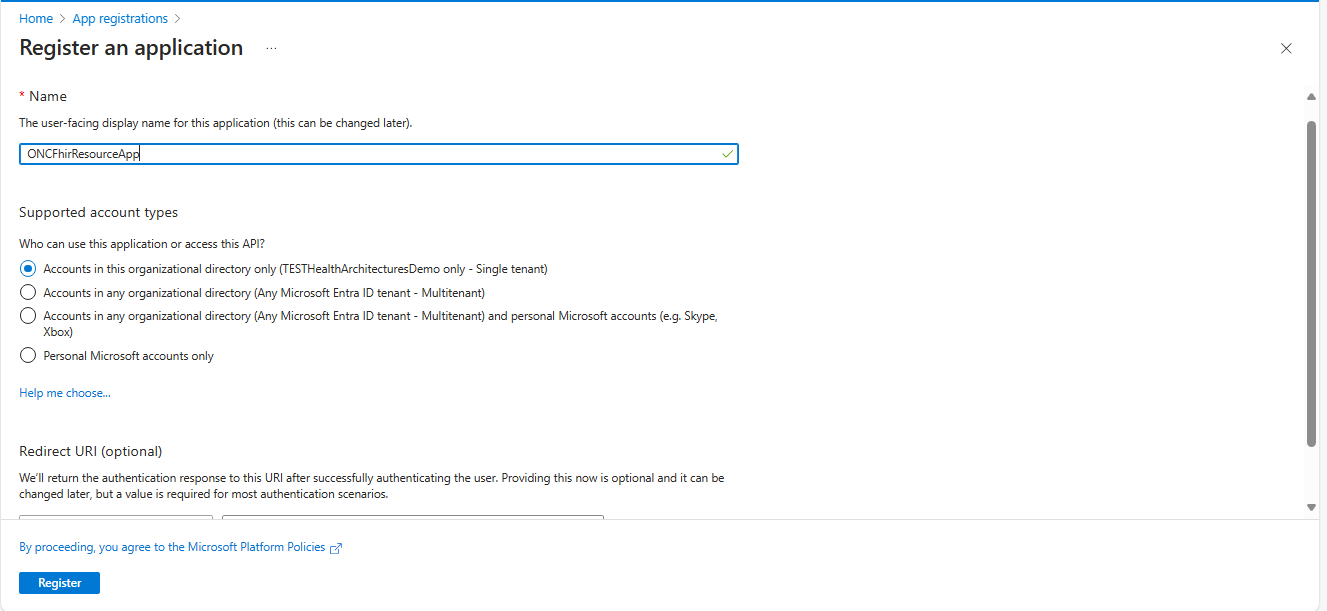 Home > App registrations >
Register an application ...
* Name
The user-facing display name for this application (this can be changed later).
ONCFhirResourceApp
Supported account types
Who can use this application or access this API?
Accounts in this organizational directory only (TESTHealthArchitecturesDemo only - Single tenant)
Accounts in any organizational directory (Any Microsoft Entra ID tenant - Multitenant)
Accounts in any organizational directory (Any Microsoft Entra ID tenant - Multitenant) and personal Microsoft accounts (e.g. Skype,
Xbox)
Personal Microsoft accounts only
Help me choose...
Redirect URI (optional)
We'll return the authentication response to this URI after successfully authenticating the user. Providing this now is optional and it can be
changed later, but a value is required for most authentication scenarios.
By proceeding, you agree to the Microsoft Platform Policies
Register